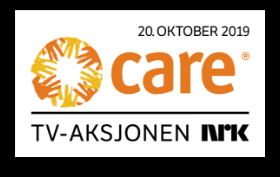 20. OKTOBER 2019
care®
TV-AKSJONEN NRK